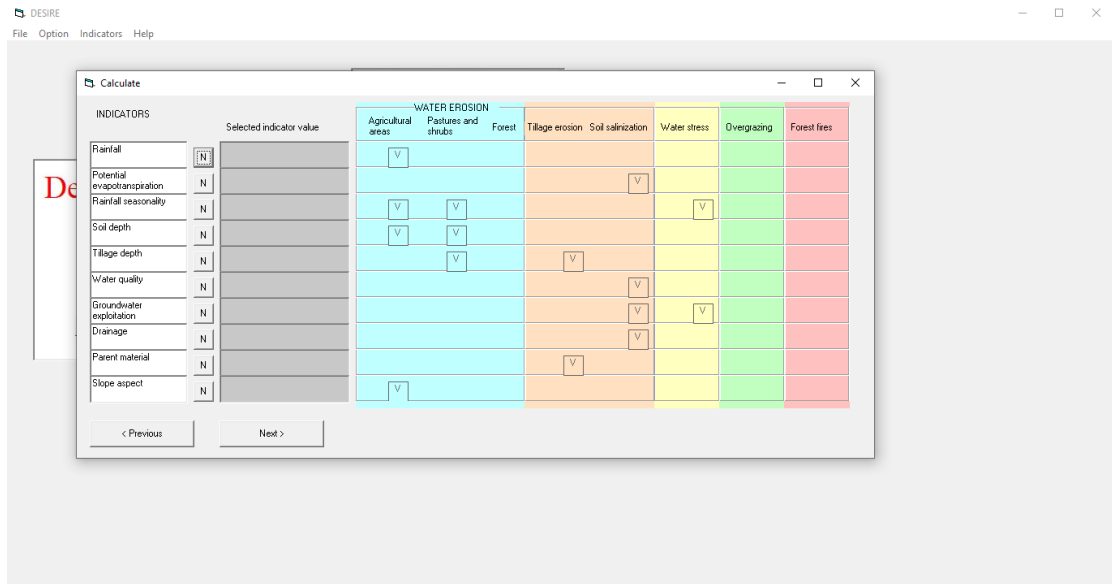 DESIRE
File Option Indicators Help
De
Calculate
INDICATORS
Selected indicator value
WATER EROSION
Agricultural
areas
Pastures and
shrubs
Forest
Tillage erosion
Soil salinization
Water stress
Overgrazing
Forest fires
Rainfall
N
V
Potential
evapotranspiration
N
V
Rainfall seasonality
N
V
V
V
Soil depth
N
V
V
Tillage depth
N
V
V
Water quality
N
V
Groundwater
exploitation
N
V
V
Drainage
N
V
Parent material
N
V
Slope aspect
N
V
< Previous
Next >